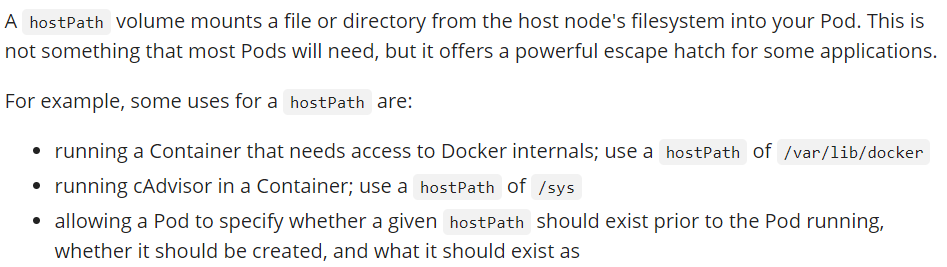 A hostPath volume mounts a file or directory from the host node's filesystem into your Pod. This is
not something that most Pods will need, but it offers a powerful escape hatch for some applications.
For example, some uses for a hostPath are:
• running a Container that needs access to Docker internals; use a hostPath of /var/lib/docker
• running cAdvisor in a Container; use a hostPath of /sys
• allowing a Pod to specify whether a given hostPath should exist prior to the Pod running,
whether it should be created, and what it should exist as